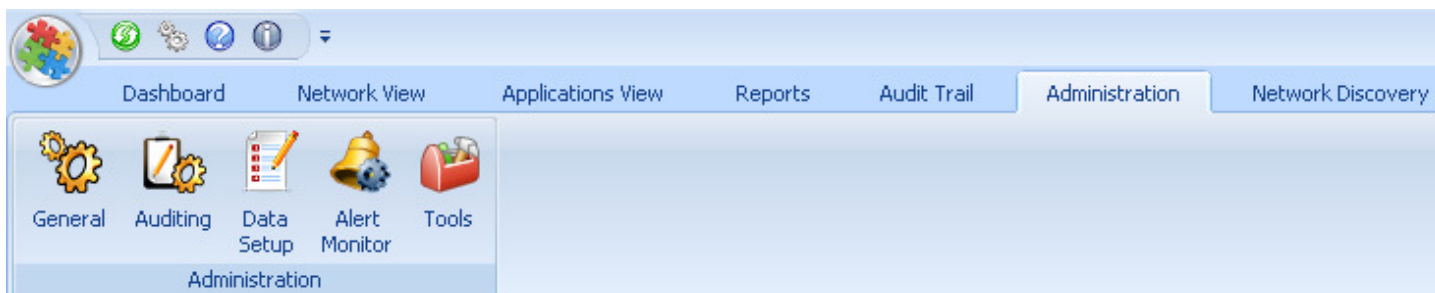 Dashboard Network View Applications View Reports Audit Trail Administration Network Discovery
General Auditing Data Setup Alert Monitor Tools
Administration